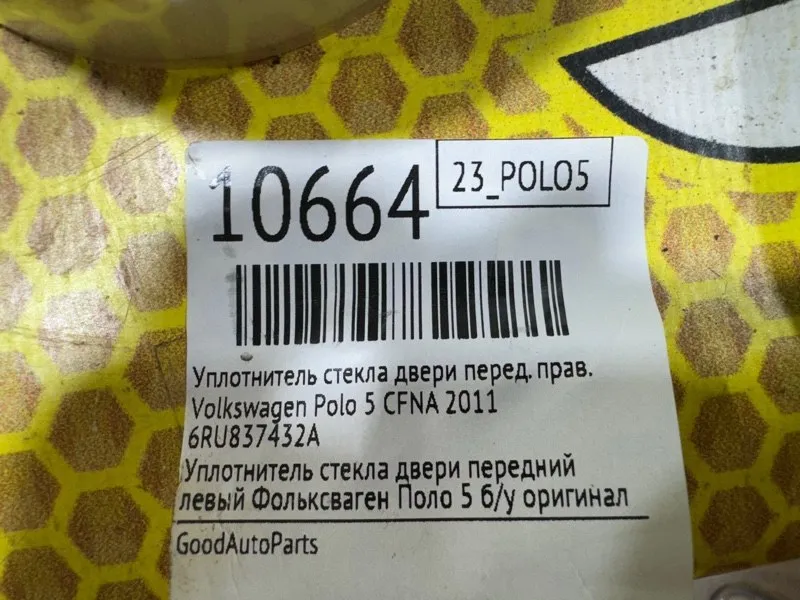 10664
23_POLO5
Уплотнитель стекла двери перед. прав.
Volkswagen Polo 5 CFNA 2011
6RU837432A
Уплотнитель стекла двери передний
левый Фольксваген Поло 5 б/у оригинал
GoodAutoParts